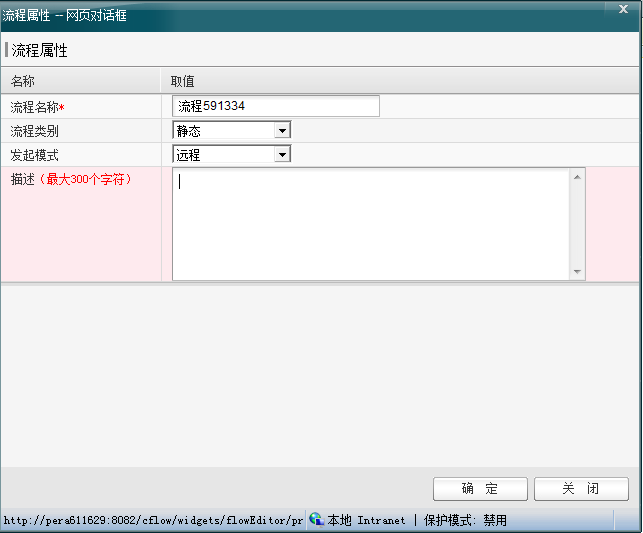 流程属性 -- 网页对话框
流程属性
名称 取值
流程名称* 流程591334
流程类别 静态
发起模式 远程
描述（最大300个字符）
确 定 关 闭
http://pera611629:8082/cflow/widgets/flowEditor/pr 本地 Intranet | 保护模式: 禁用